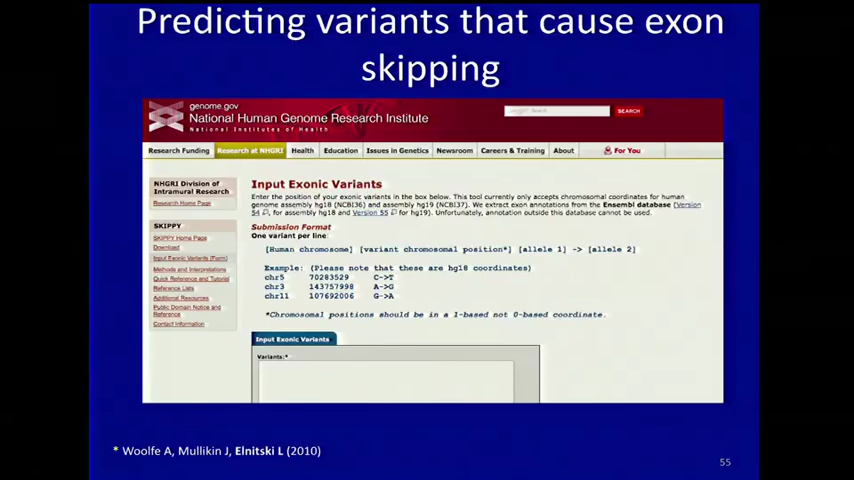 Predicting variants that cause exon
skipping
genome.gov
National Human Genome Research Institute
National Institutes of Health
SEARCH
Research Funding
Research at NHGRI
Health
Education
Issues in Genetics
Newsroom
Careers & Training
About
For You
NHGRI Division of
Intramural Research
Research Home Page
SKIPPY
SKIPPY Home Page
Download
Input Exonic Variants (Form)
Methods and Interpretations
Quick Reference and Tutorial
Reference Lists
Additional Resources
Public Domain Notice and
Reference
Contact Information
Input Exonic Variants
Enter the position of your exonic variants in the box below. This tool currently only accepts chromosomal coordinates for human
genome assembly hg18 (NCBI36) and assembly hg19 (NCBI37). We extract exon annotations from the Ensembl database (Version
54 , for assembly hg18 and Version 55 for hg19). Unfortunately, annotation outside this database cannot be used.
Submission Format
One variant per line:
[Human chromosome] [variant chromosomal position*] [allele 1] -> [allele 2]
Example: (Please note that these are hg18 coordinates)
chr5 70283529 C->T
chr3 143757998 A->G
chr11 107692006 G->A
*Chromosomal positions should be in a 1-based not 0-based coordinate.
Input Exonic Variants
Variants:*
* Woolfe A, Mullikin J, Elnitski L (2010)
55